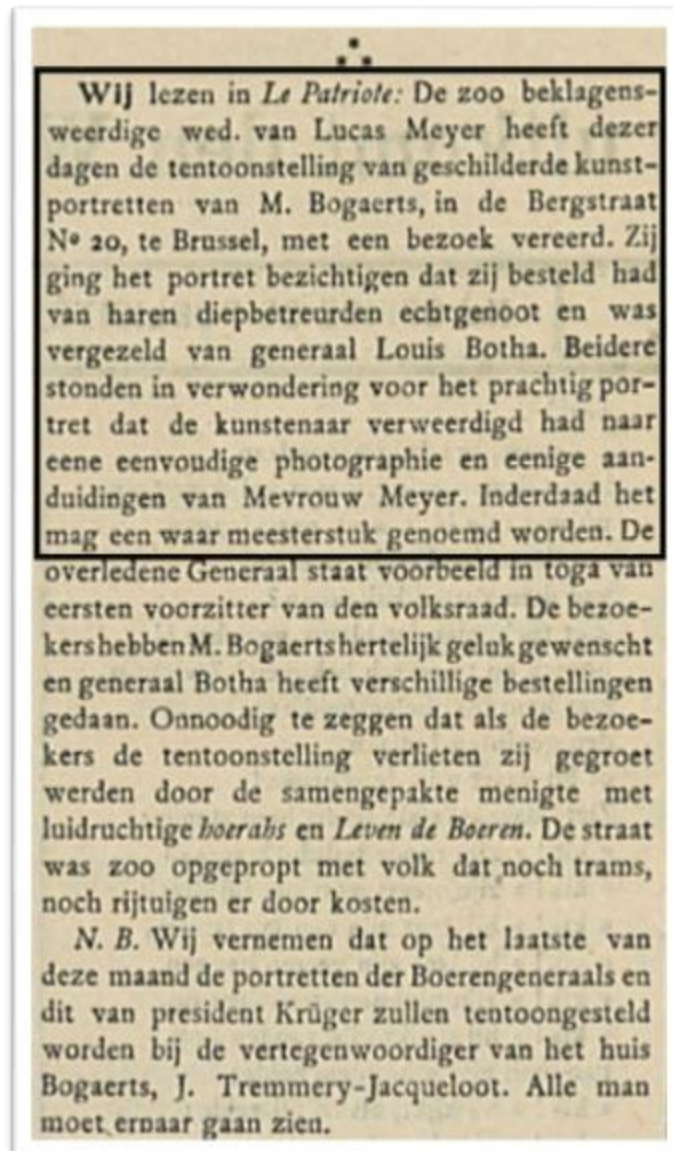 Wij lezen in Le Patriote: De zoo beklagens-
weerdige wed. van Lucas Meyer heeft dezer
dagen de tentoonstelling van geschilderde kunst-
portretten van M. Bogaerts, in de Bergstraat
Nº 20, te Brussel, met een bezoek vereerd. Zij
ging het portret bezichtigen dat zij besteld had
van haren diepbetreurden echtgenoot en was
vergezeld van generaal Louis Botha. Beidere
stonden in verwondering voor het prachtig por-
tret dat de kunstenaar verweerdigd had naar
eene eenvoudige photographie en eenige aan-
duidingen van Mevrouw Meyer. Inderdaad het
mag een waar meesterstuk genoemd worden. De
overledene Generaal staat voorbeeld in toga van
eersten voorzitter van den volksraad. De bezoe-
kers hebben M. Bogaerts hertelijk geluk gewenscht
en generaal Botha heeft verschillige bestellingen
gedaan. Onnoodig te zeggen dat als de bezoe-
kers de tentoonstelling verlieten zij gegroet
werden door de samengepakte menigte met
luidruchtige hoerahs en Leven de Boeren. De straat
was zoo opgepropt met volk dat noch trams,
noch rijtuigen er door kosten.
N. B. Wij vernemen dat op het laatste van
deze maand de portretten der Boerengeneraals en
dit van president Krüger zullen tentoongesteld
worden bij de vertegenwoordiger van het huis
Bogaerts, J. Tremmery-Jacqueloot. Alle man
moet ernaar gaan zien.